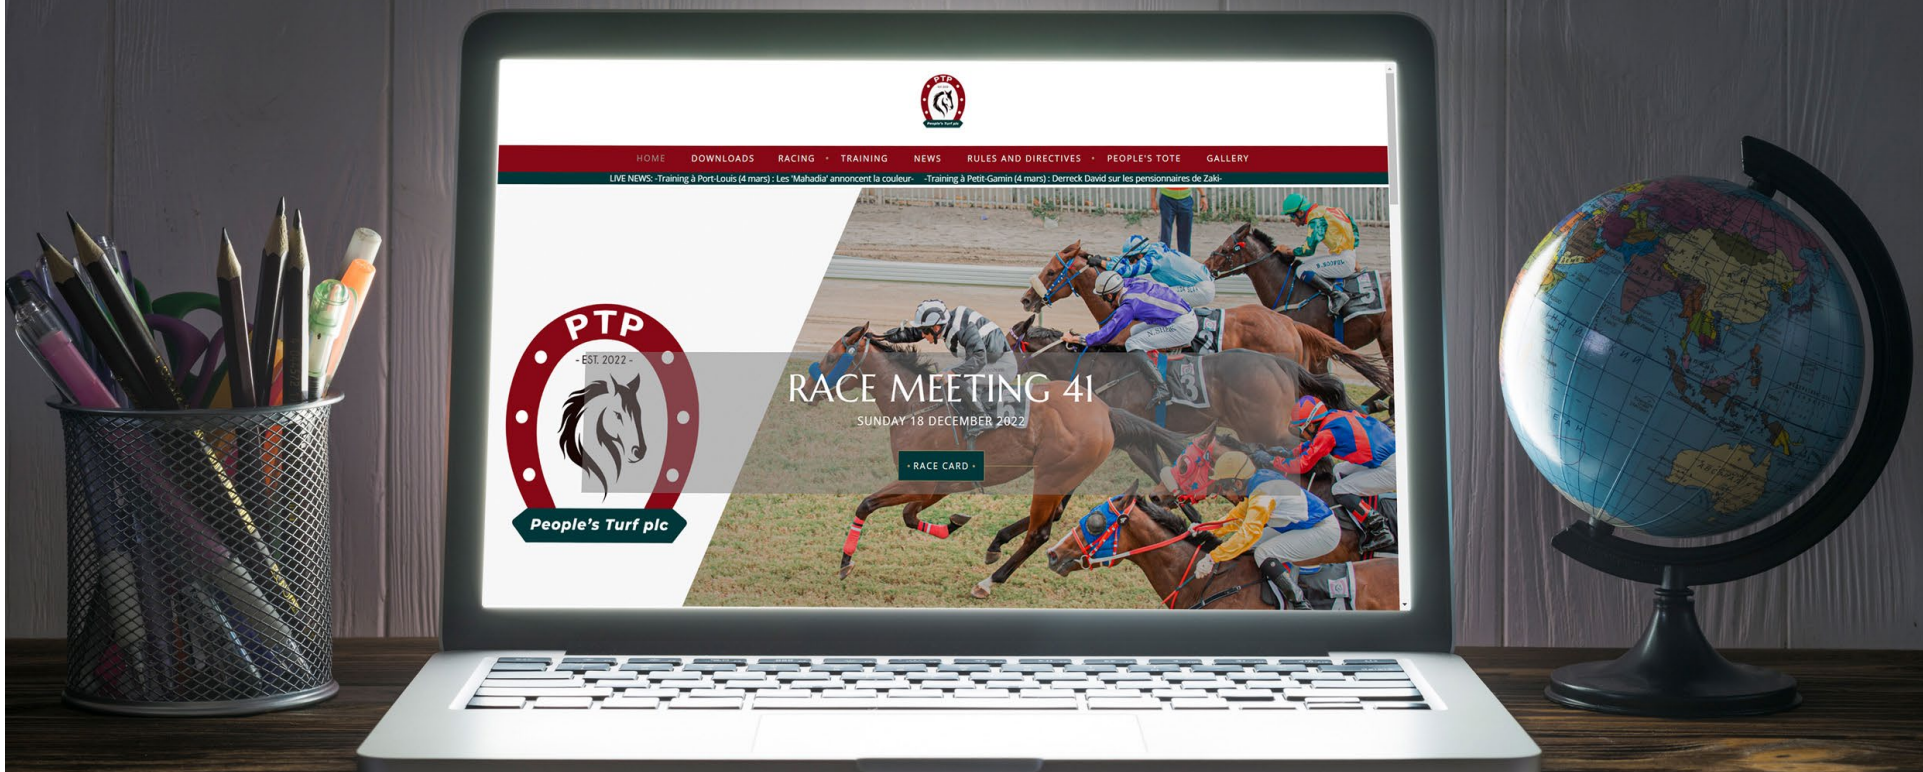 PTP
People's Turf plc
HOME DOWNLOADS RACING TRAINING NEWS RULES AND DIRECTIVES PEOPLE'S TOTE GALLERY
LIVE NEWS: -Training à Port-Louis (4 mars) : Les 'Mahadia' annoncent la couleur- -Training à Petit-Gamin (4 mars) : Derreck David sur les pensionnaires de Zaki-
PTP
- EST. 2022 -
People's Turf plc
RACE MEETING 41
SUNDAY 18 DECEMBER 2022
• RACE CARD •
5
3